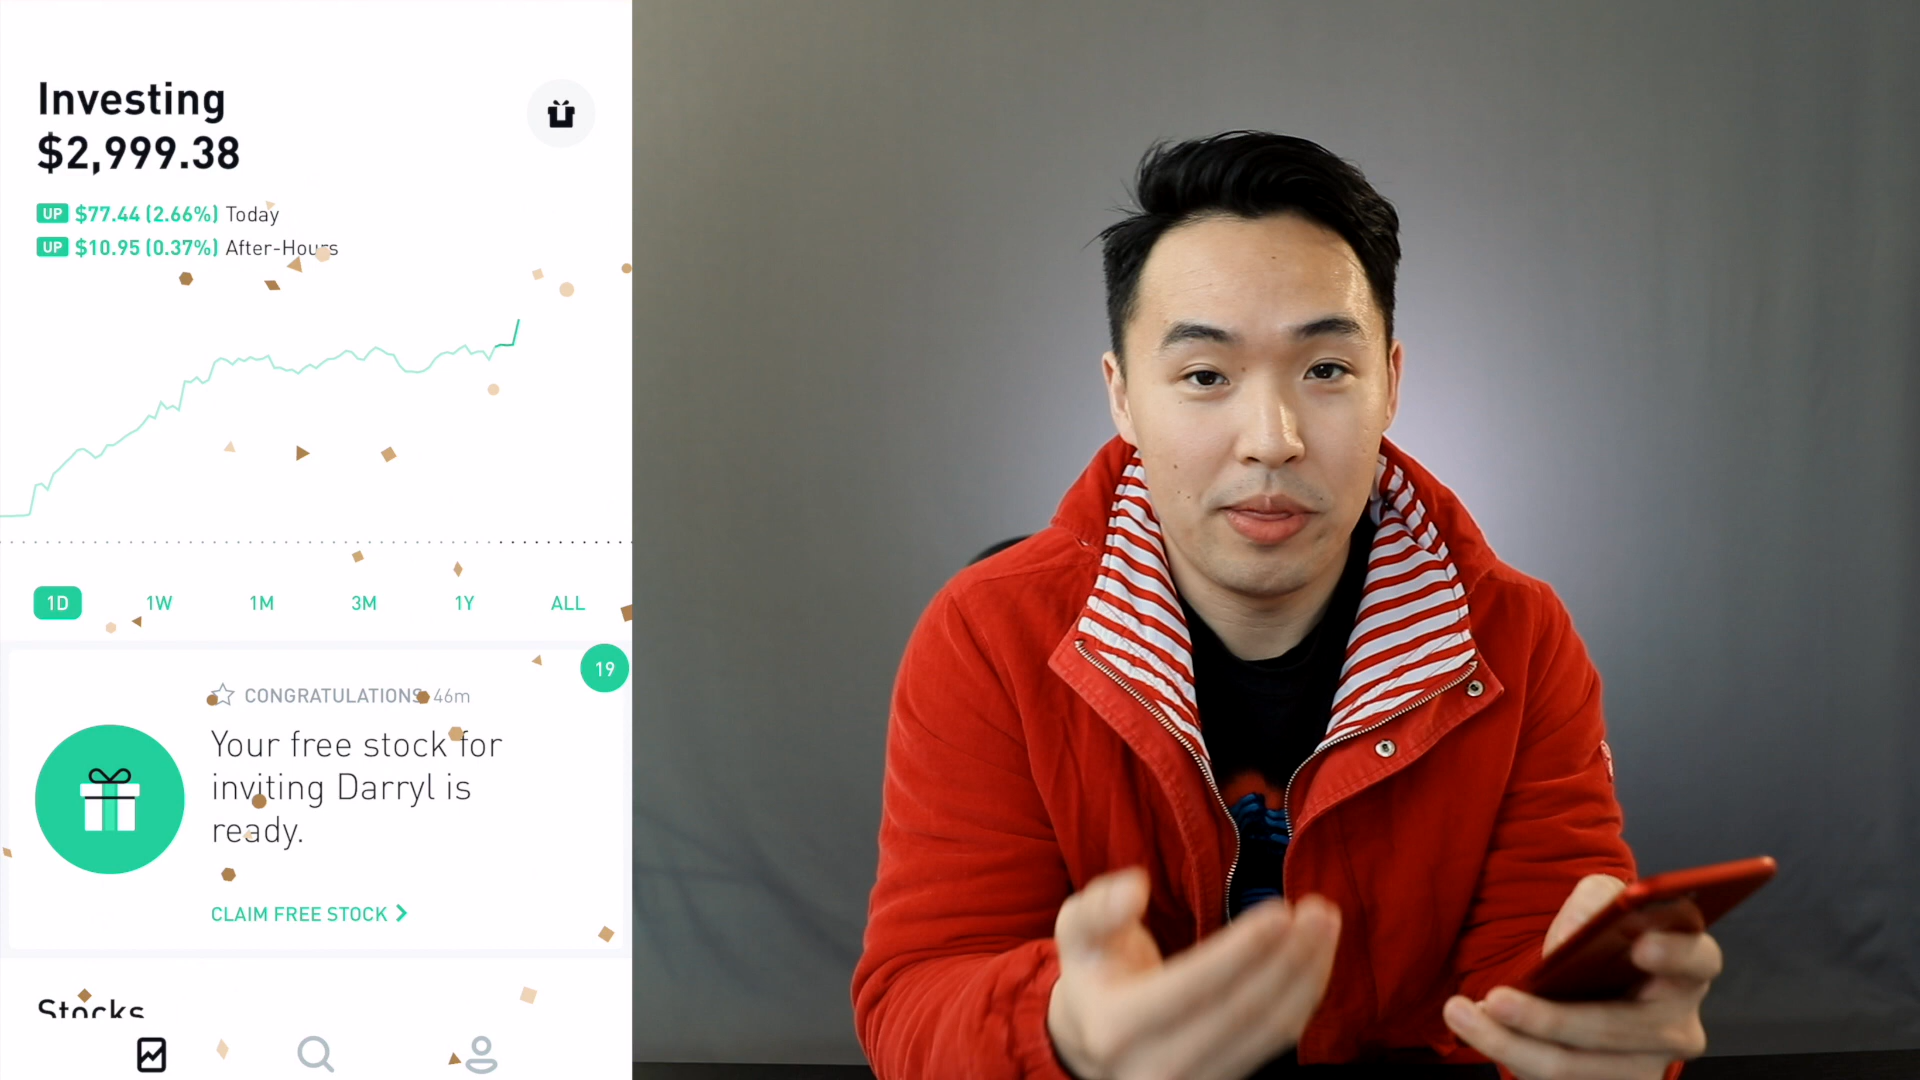 Investing
$2,999.38
UP $77.44 (2.66%) Today
UP $10.95 (0.37%) After-Hours
1D 1W 1M 3M 1Y ALL
19
CONGRATULATIONS 46m
Your free stock for
inviting Darryl is
ready.
CLAIM FREE STOCK
Stocks